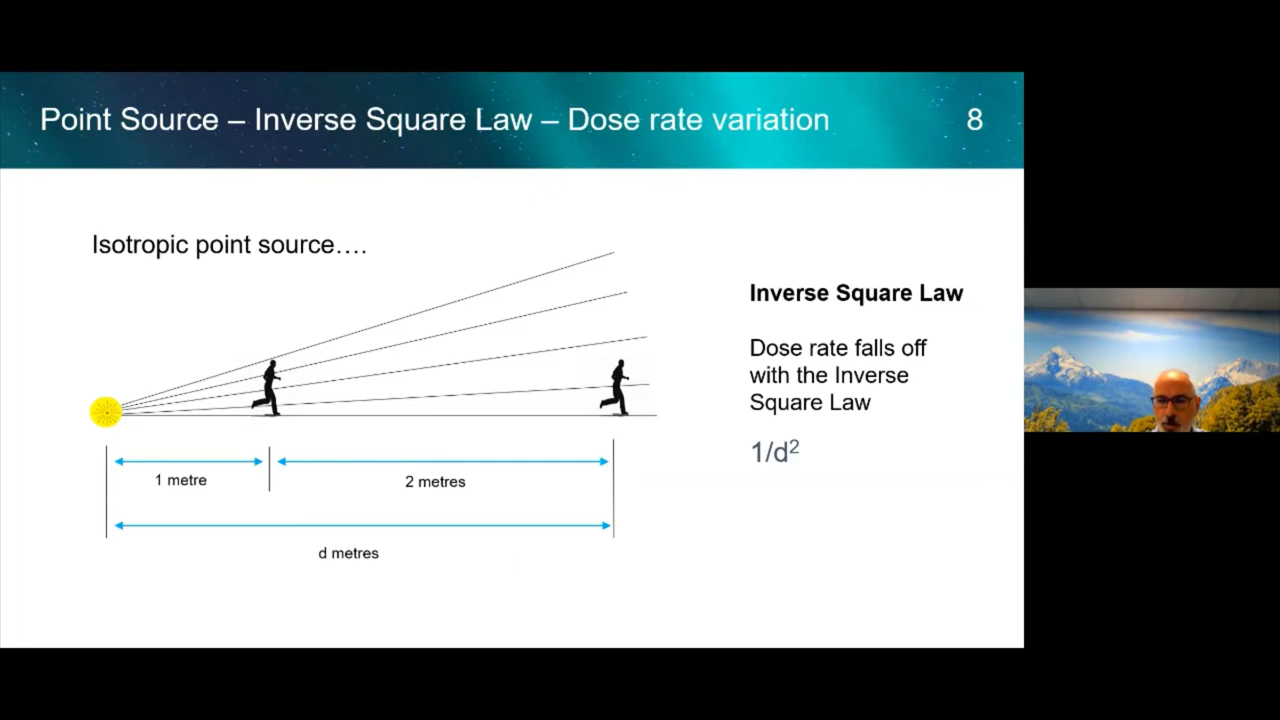 Point Source – Inverse Square Law – Dose rate variation 8
Isotropic point source….
Inverse Square Law
Dose rate falls off
with the Inverse
Square Law
1/d²
1 metre
2 metres
d metres